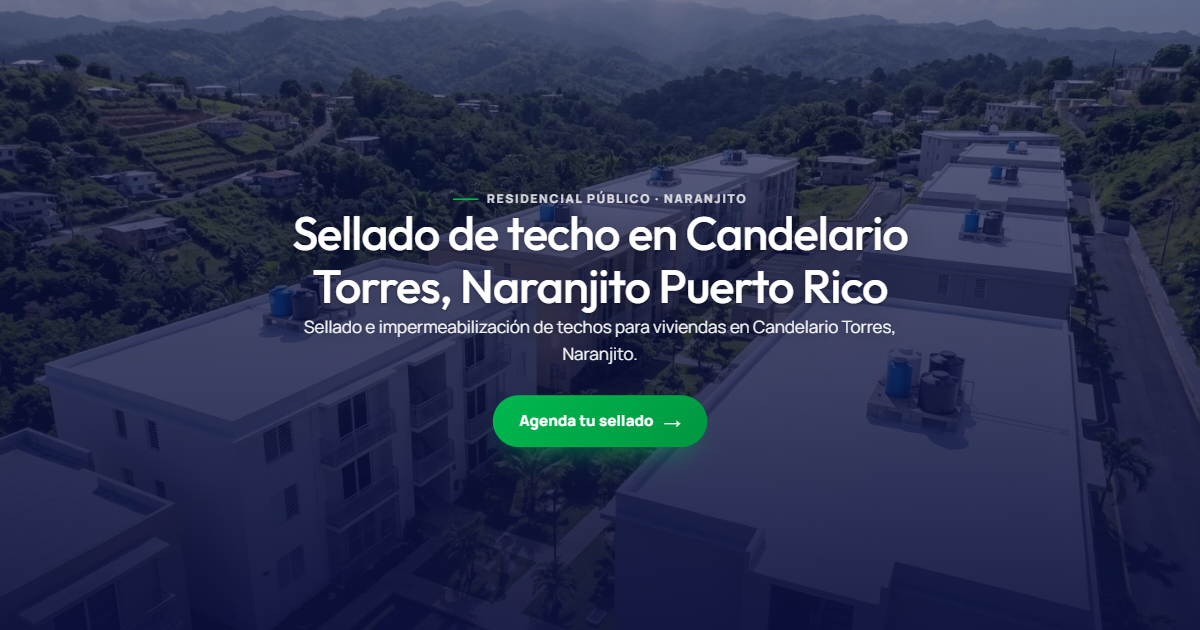 RESIDENCIAL PÚBLICO · NARANJITO
Sellado de techo en Candelario
Torres, Naranjito Puerto Rico
Sellado e impermeabilización de techos para viviendas en Candelario Torres,
Naranjito.
Agenda tu sellado →